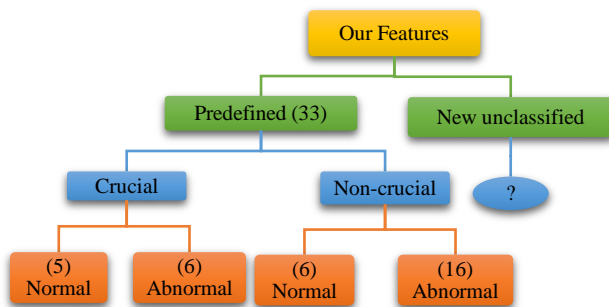 Our Features
Predefined (33)
New unclassified
Crucial
Non-crucial
?
(5)
Normal
(6)
Abnormal
(6)
Normal
(16)
Abnormal